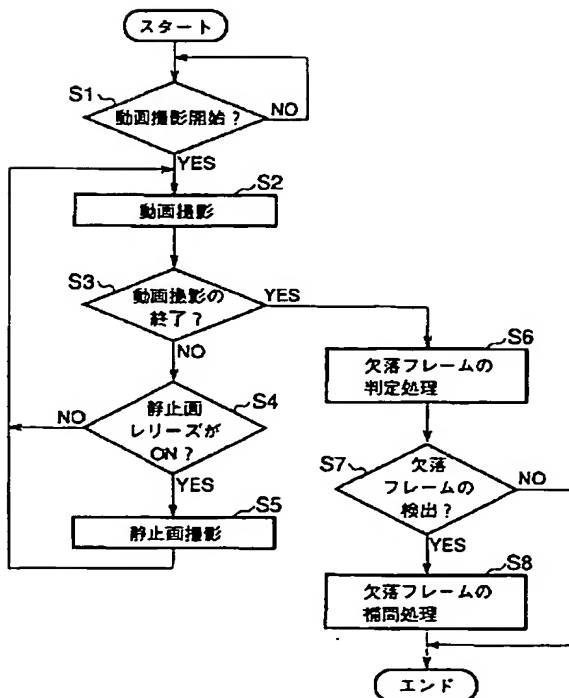 スタート
S1
動画撮影開始?
NO
YES
S2
動画撮影
S3
動画撮影の
終了?
YES
NO
S4
静止画
レリーズが
ON?
NO
YES
S5
静止画撮影
S6
欠落フレームの
判定処理
S7
欠落
フレームの
検出?
NO
YES
S8
欠落フレームの
補間処理
エンド